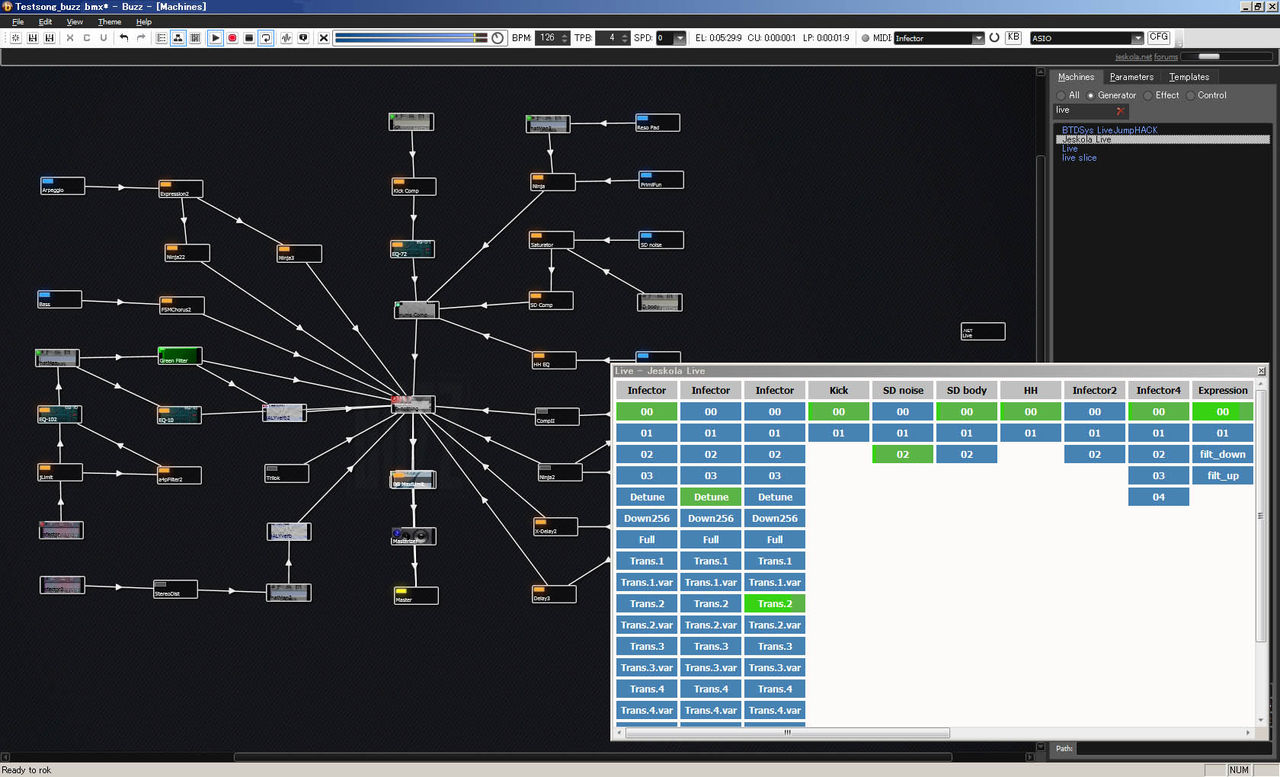 Testsong_buzz bmx* - Buzz - [Machines]
File Edit View Theme Help
BPM: 126 TPB: 4 SPD: 0 EL: 0:05:29:9 CU: 0:00:00:1 LP: 0:00:01:9 MIDI Infector KB ASIO CFG
jeskola.net forums
Machines Parameters Templates
All Generator Effect Control
live
BTDSys LiveJumpHACK
Jeskola Live
Live
live slice
Reso Pad
Arpeggio
Expression2
Kick Comp
Ninja
PrimiFun
Ninja22
Ninja3
EQ-72
Saturator
SD noise
Bass
FSMChorus2
SD Comp
Live
Green Filter
HH EQ
EQ-102
EQ-10
ALYverb2
CompII
JLimit
a4pFilter2
Trilok
Ninja2
ALYverb
X-Delay2
StereoDist
Master
Delay3
Live - Jeskola Live
Infector Infector Infector Kick SD noise SD body HH Infector2 Infector4 Expression
00 00 00 00 00 00 00 00 00 00
01 01 01 01 01 01 01 01 01 01
02 02 02 02 02 02 02 filt_down
03 03 03 03 filt_up
Detune Detune Detune 04
Down256 Down256 Down256
Full Full Full
Trans.1 Trans.1 Trans.1
Trans.1.var Trans.1.var Trans.1.var
Trans.2 Trans.2 Trans.2
Trans.2.var Trans.2.var Trans.2.var
Trans.3 Trans.3 Trans.3
Trans.3.var Trans.3.var Trans.3.var
Trans.4 Trans.4 Trans.4
Trans.4.var Trans.4.var Trans.4.var
Path:
Ready to rok
NUM